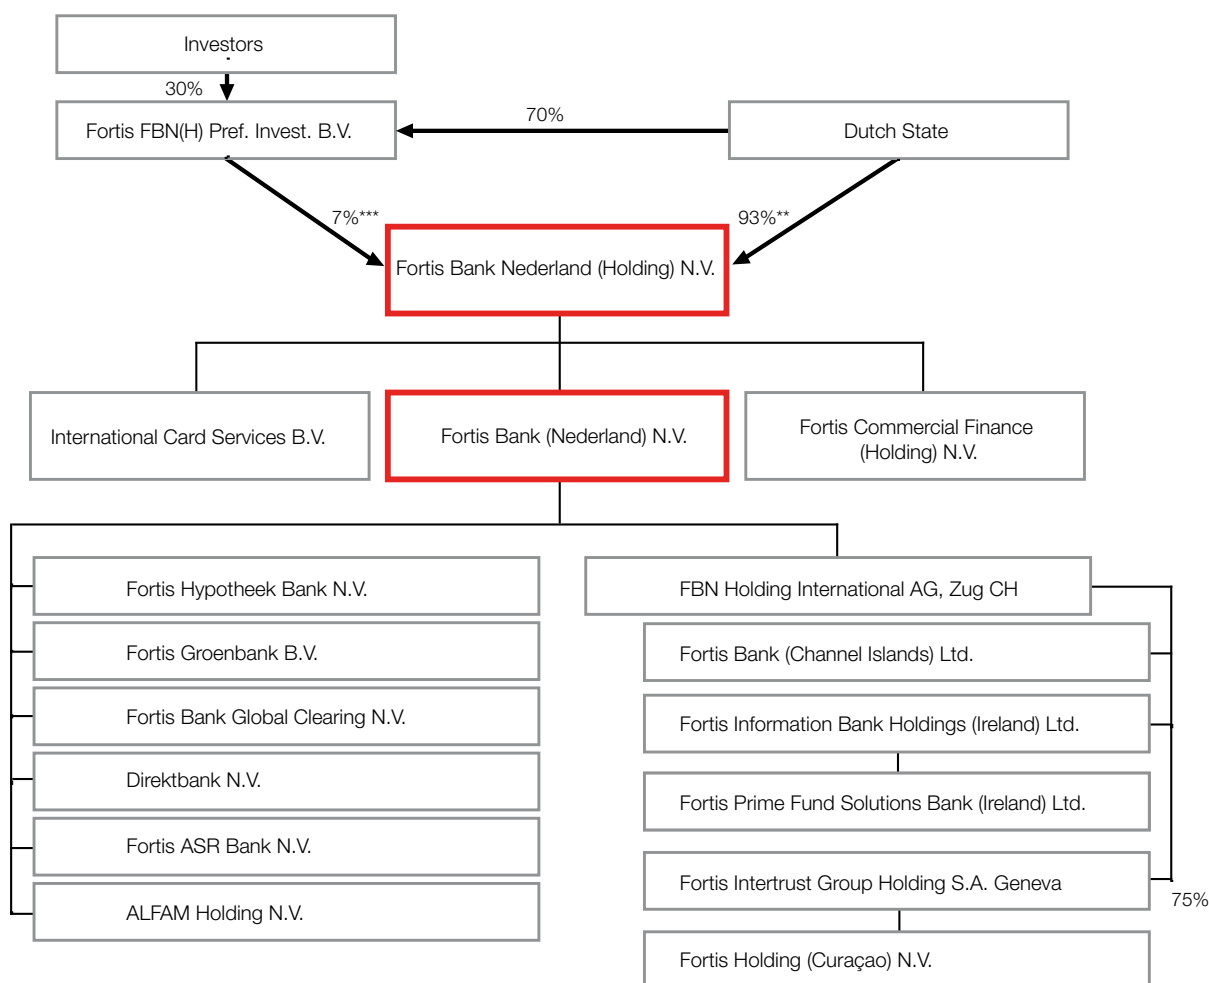 Investors
30%
Fortis FBN(H) Pref. Invest. B.V.
70%
Dutch State
7%***
93%**
Fortis Bank Nederland (Holding) N.V.
International Card Services B.V.
Fortis Bank (Nederland) N.V.
Fortis Commercial Finance
(Holding) N.V.
Fortis Hypotheek Bank N.V.
Fortis Groenbank B.V.
Fortis Bank Global Clearing N.V.
Direktbank N.V.
Fortis ASR Bank N.V.
ALFAM Holding N.V.
FBN Holding International AG, Zug CH
Fortis Bank (Channel Islands) Ltd.
Fortis Information Bank Holdings (Ireland) Ltd.
Fortis Prime Fund Solutions Bank (Ireland) Ltd.
Fortis Intertrust Group Holding S.A. Geneva
75%
Fortis Holding (Curaçao) N.V.